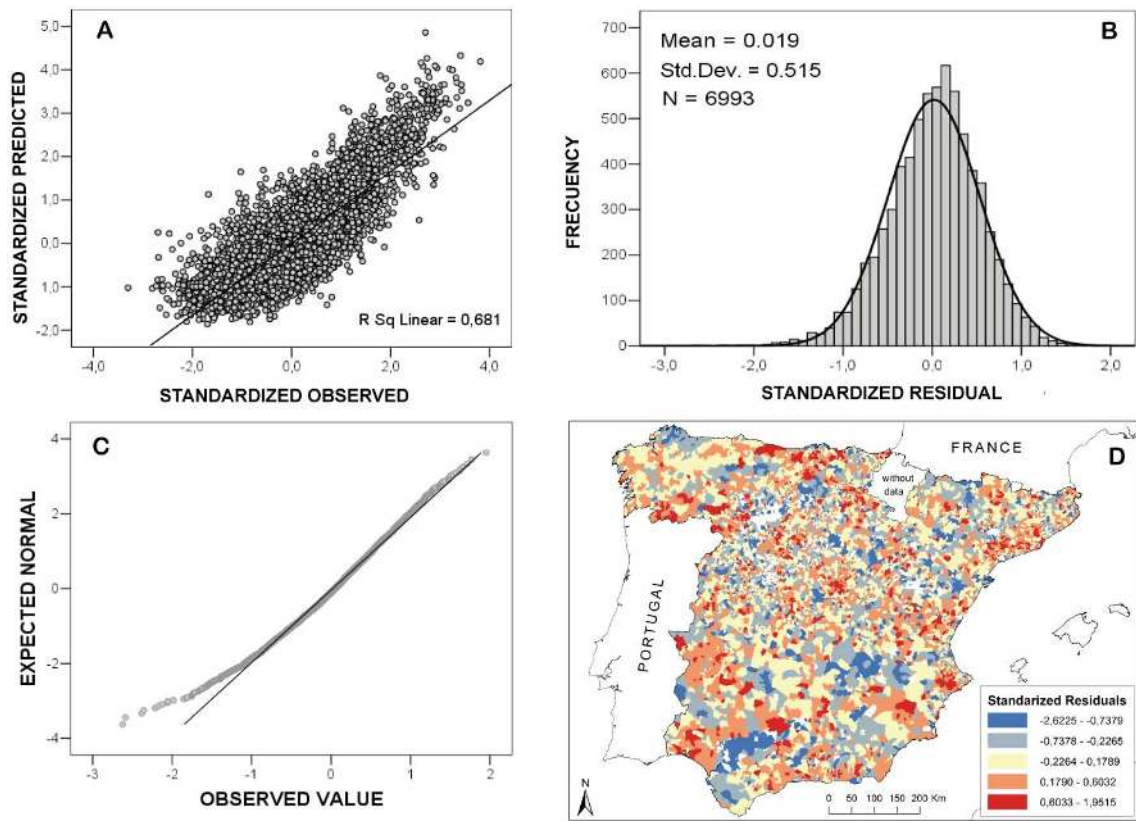 A
STANDARDIZED PREDICTED
5,0
4,0
3,0
2,0
1,0
0,0
1,0
-2,0
R Sq Linear = 0,681
-4,0 -2,0 0,0 2,0 4,0
STANDARDIZED OBSERVED
B
Mean = 0.019
Std.Dev. = 0.515
N = 6993
FRECUENCY
700
600
500
400
300
200
100
0
-3,0 -2,0 -1,0 0,0 1,0 2,0
STANDARDIZED RESIDUAL
C
EXPECTED NORMAL
4
2
0
-2
-4
-3 -2 -1 0 1 2
OBSERVED VALUE
D
FRANCE
without
data
PORTUGAL
Standarized Residuals
-2,6225 - -0,7379
-0,7378 - -0,2265
-0,2264 - 0,1789
0,1790 - 0,6032
0,6033 - 1,9515
N
0 50 100 150 200 Km